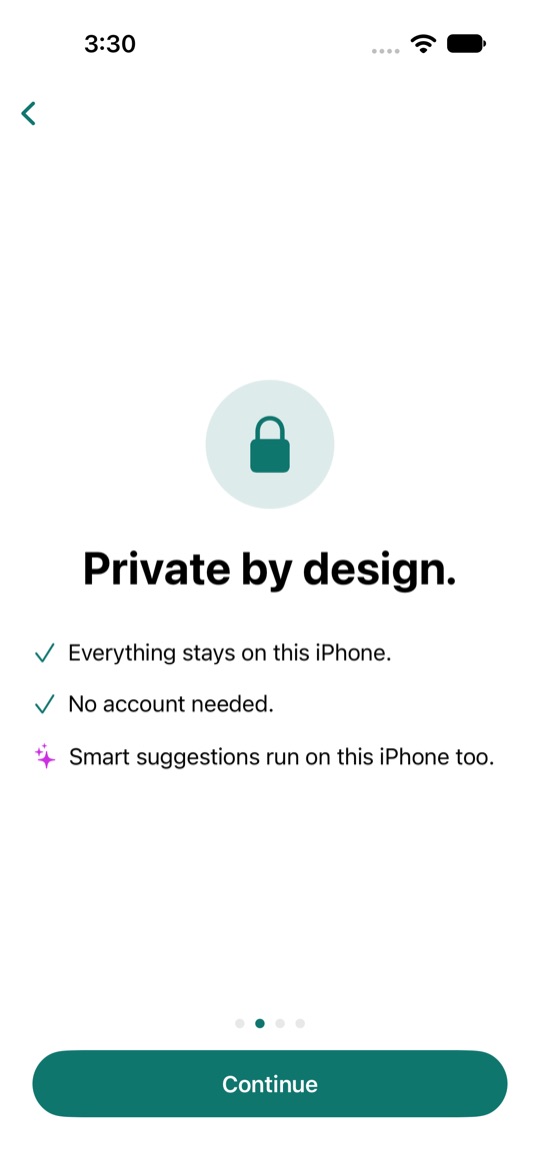 3:30
Private by design.
Everything stays on this iPhone.
No account needed.
Smart suggestions run on this iPhone too.
Continue